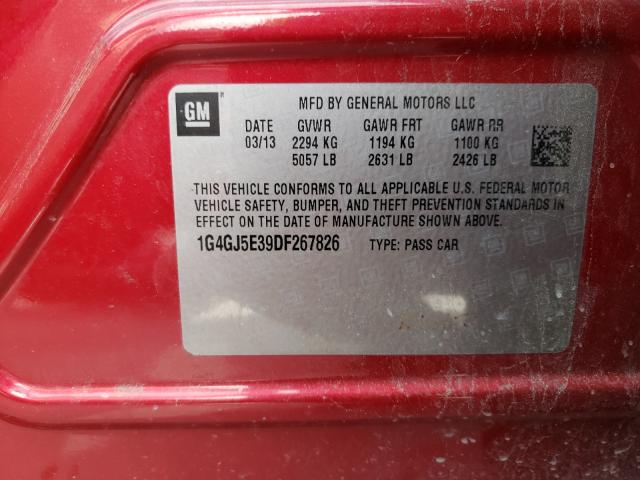 GM
MFD BY GENERAL MOTORS LLC
DATE GVWR GAWR FRT GAWR RR
03/13 2294 KG 1194 KG 1100 KG
5057 LB 2631 LB 2426 LB
THIS VEHICLE CONFORMS TO ALL APPLICABLE U.S. FEDERAL MOTOR
VEHICLE SAFETY, BUMPER, AND THEFT PREVENTION STANDARDS IN
EFFECT ON THE DATE OF MANUFACTURE SHOWN ABOVE.
1G4GJ5E39DF267826 TYPE: PASS CAR